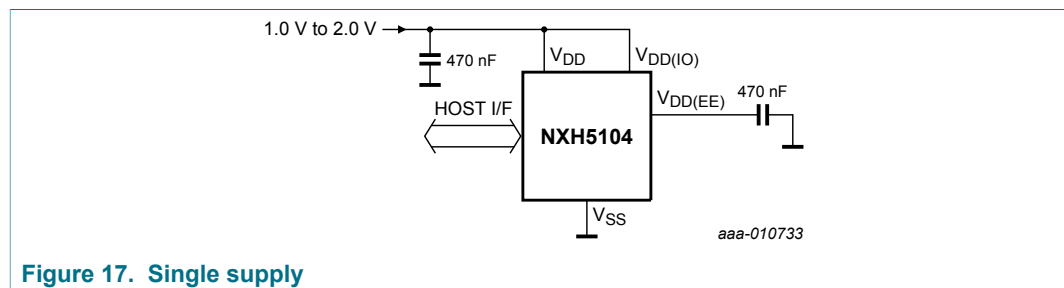 1.0 V to 2.0 V
470 nF
VDD
VDD(IO)
HOST I/F
NXH5104
VDD(EE)
470 nF
VSS
aaa-010733
Figure 17. Single supply